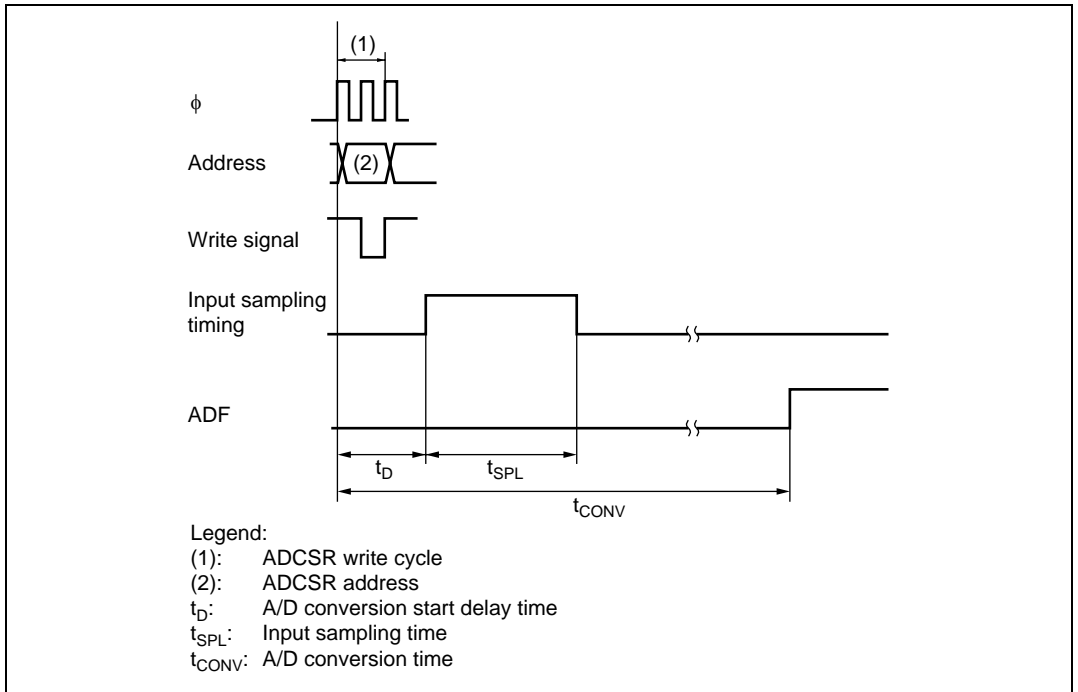 (1)
ϕ
Address
(2)
Write signal
Input sampling
timing
ADF
tD
tSPL
tCONV
Legend:
(1): ADCSR write cycle
(2): ADCSR address
tD: A/D conversion start delay time
tSPL: Input sampling time
tCONV: A/D conversion time